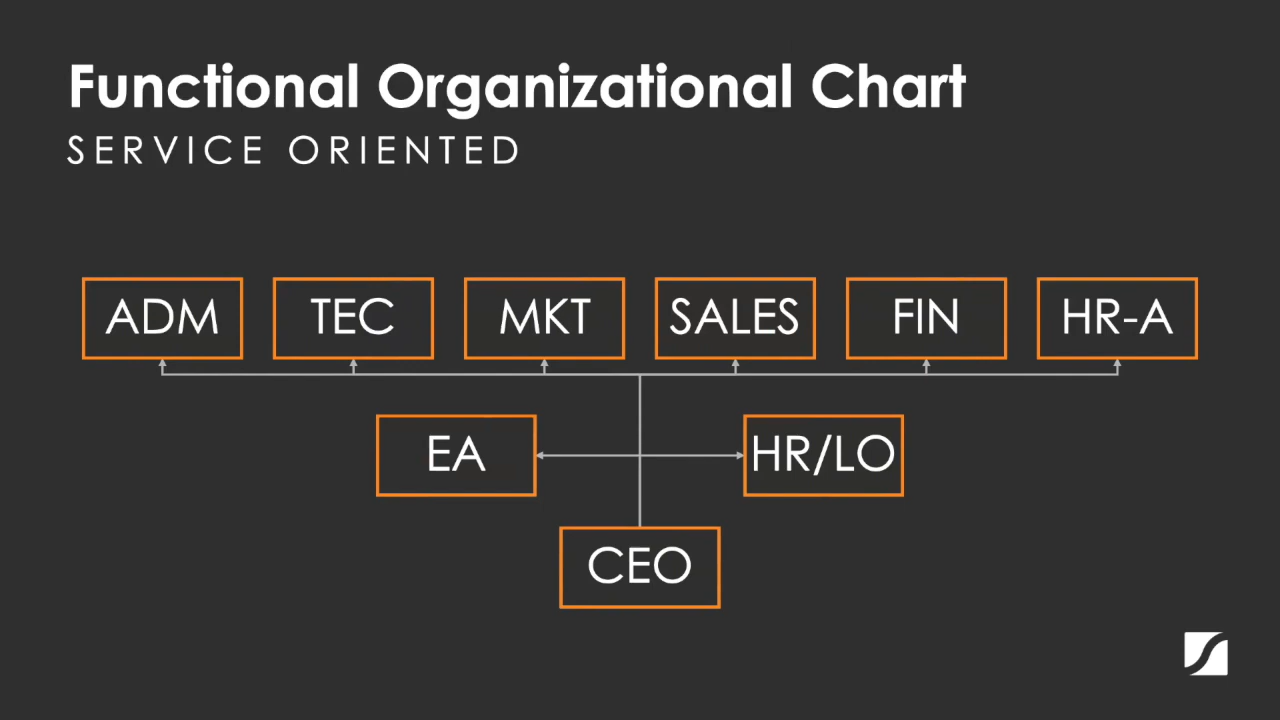 Functional Organizational Chart
SERVICE ORIENTED
ADM
TEC
MKT
SALES
FIN
HR-A
EA
HR/LO
CEO